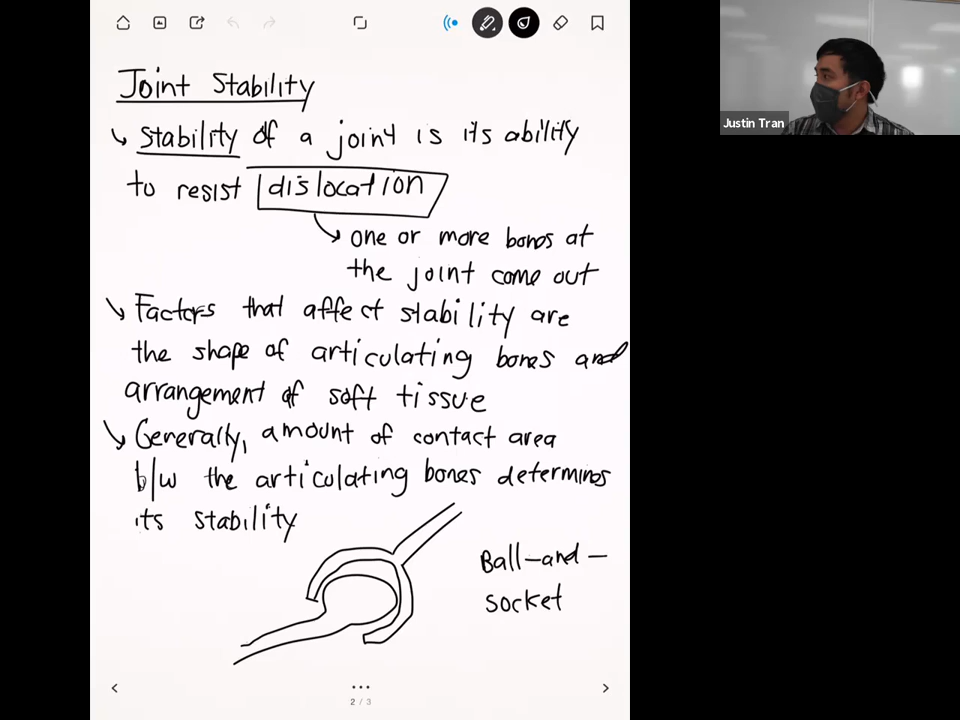 Joint Stability
↳ Stability of a joint is its ability
to resist dislocation
↳ one or more bones at
the joint come out
↳ Factors that affect stability are
the shape of articulating bones and
arrangement of soft tissue
↳ Generally, amount of contact area
b/w the articulating bones determines
its stability
Ball-and-
socket
2 / 3
Justin Tran